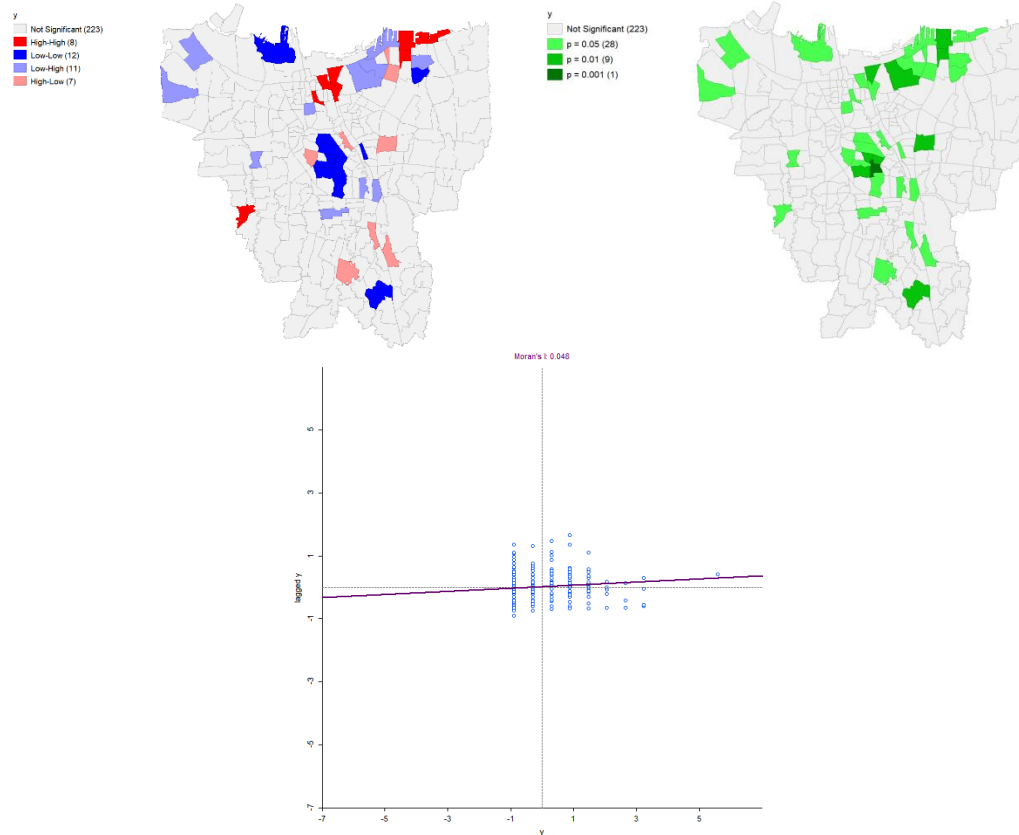 y
Not Significant (223)
High-High (8)
Low-Low (12)
Low-High (11)
High-Low (7)
y
Not Significant (223)
p = 0.05 (28)
p = 0.01 (9)
p = 0.001 (1)
Moran's I: 0.048
lagged y
5
3
1
-1
-3
-5
-7
-7
-5
-3
-1
1
3
5
y